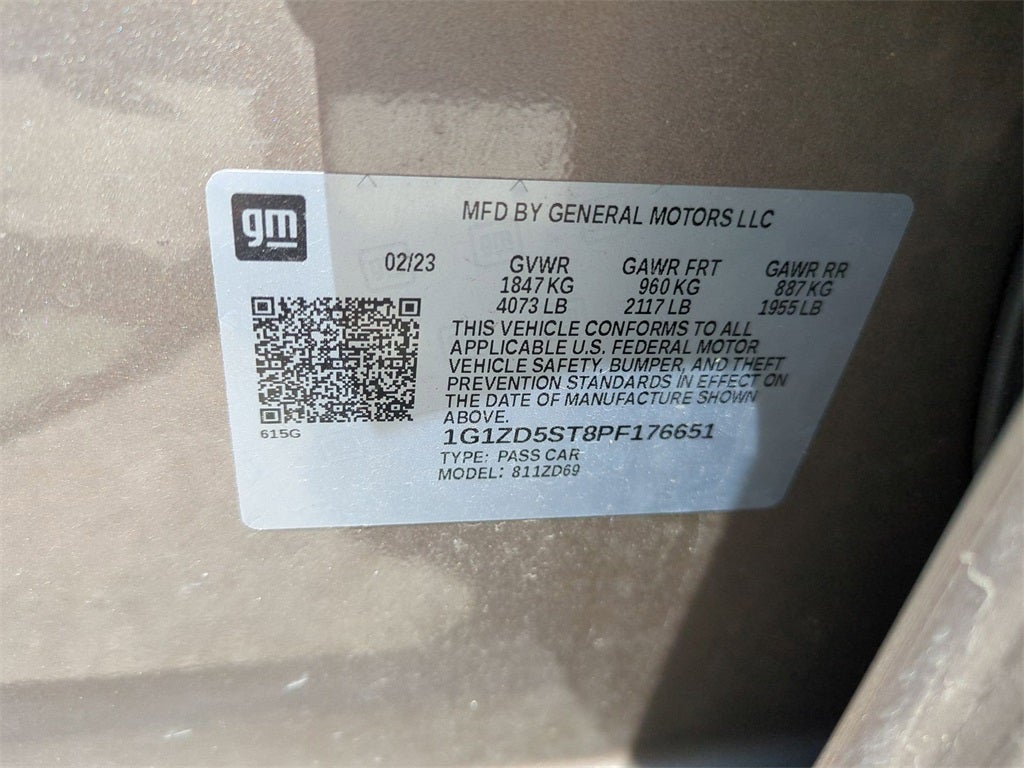 gm
MFD BY GENERAL MOTORS LLC
02/23 GVWR GAWR FRT GAWR RR
1847 KG 960 KG 887 KG
4073 LB 2117 LB 1955 LB
THIS VEHICLE CONFORMS TO ALL
APPLICABLE U.S. FEDERAL MOTOR
VEHICLE SAFETY, BUMPER, AND THEFT
PREVENTION STANDARDS IN EFFECT ON
THE DATE OF MANUFACTURE SHOWN
ABOVE.
615G
1G1ZD5ST8PF176651
TYPE: PASS CAR
MODEL: 811ZD69